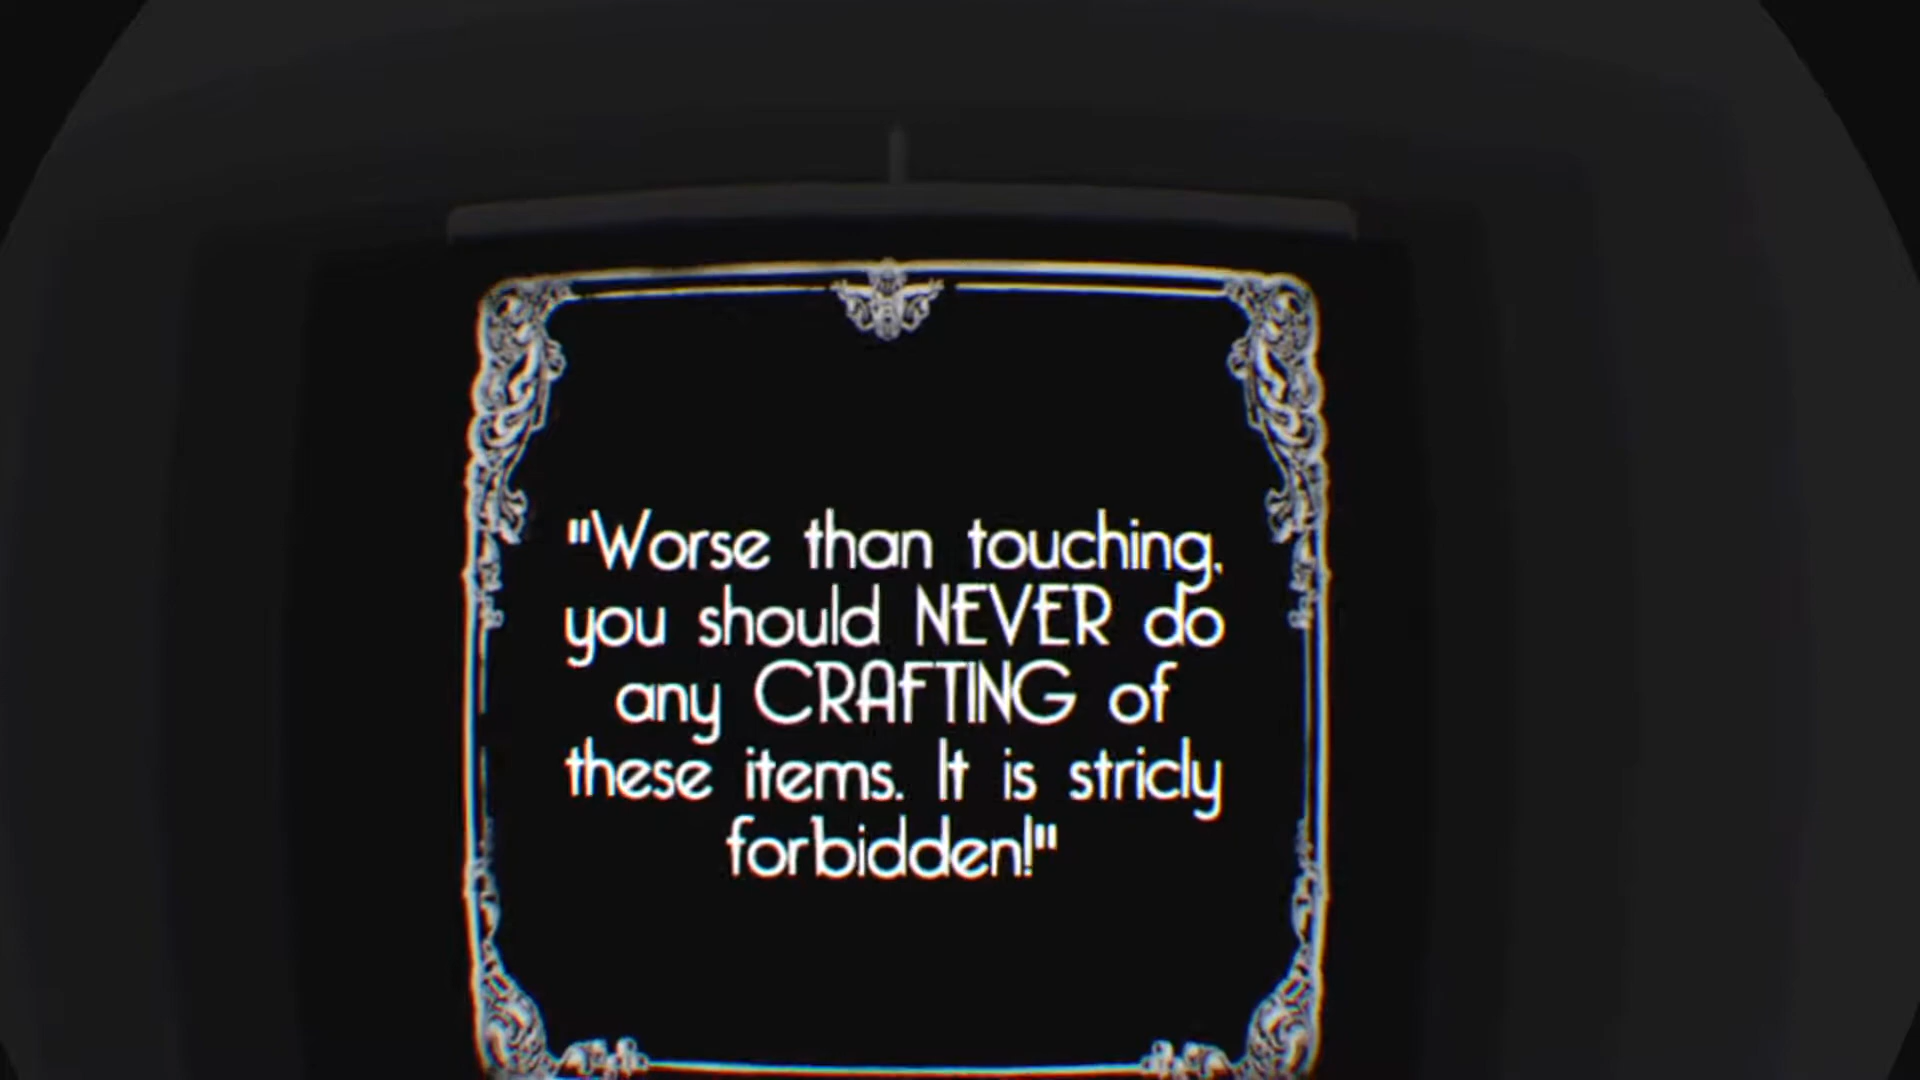 "Worse than touching,
you should NEVER do
any CRAFTING of
these items. It is stricly
forbidden!"